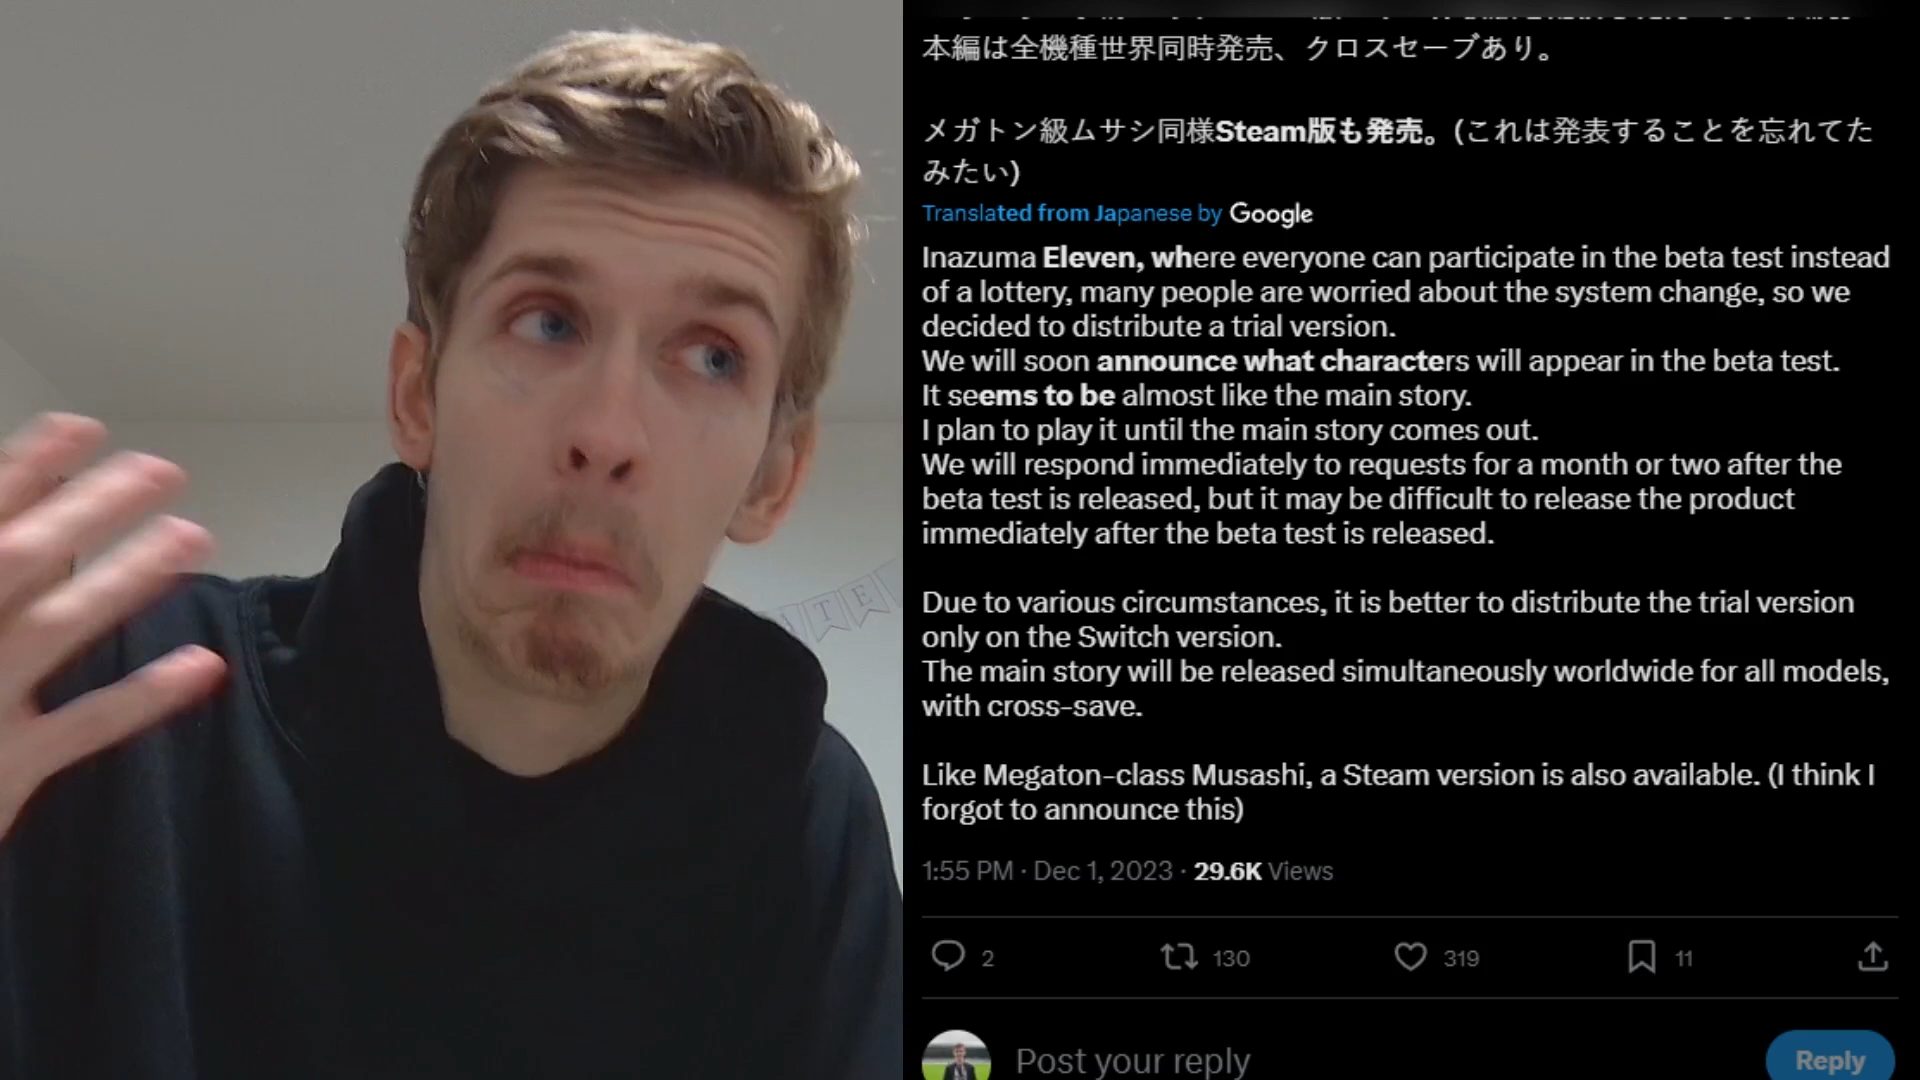 本編は全機種世界同時発売、クロスセーブあり。
メガトン級ムサシ同様Steam版も発売。(これは発表することを忘れてた
みたい)
Translated from Japanese by Google
Inazuma Eleven, where everyone can participate in the beta test instead
of a lottery, many people are worried about the system change, so we
decided to distribute a trial version.
We will soon announce what characters will appear in the beta test.
It seems to be almost like the main story.
I plan to play it until the main story comes out.
We will respond immediately to requests for a month or two after the
beta test is released, but it may be difficult to release the product
immediately after the beta test is released.
Due to various circumstances, it is better to distribute the trial version
only on the Switch version.
The main story will be released simultaneously worldwide for all models,
with cross-save.
Like Megaton-class Musashi, a Steam version is also available. (I think I
forgot to announce this)
1:55 PM · Dec 1, 2023 · 29.6K Views
2 130 319 11
Post your reply
Reply